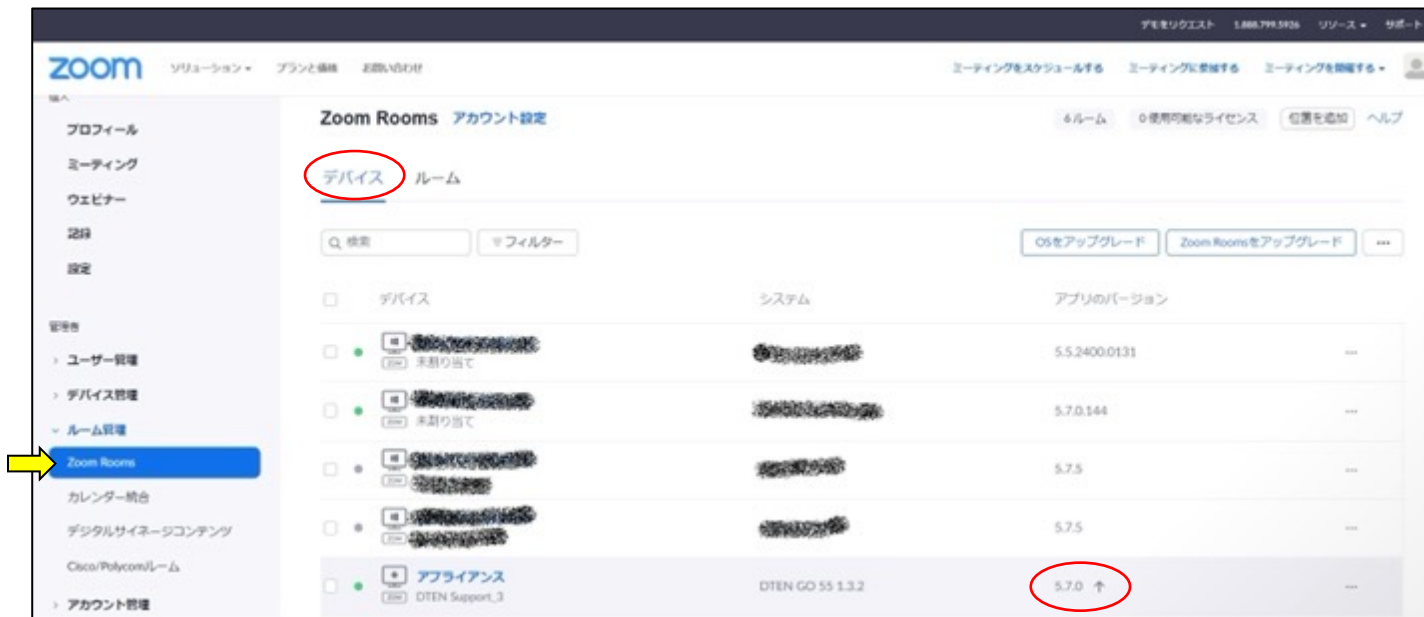 デモをリクエスト 1.888.799.5926 リソース サポート
zoom ソリューション プランと価格 お問い合わせ ミーティングをスケジュールする ミーティングに参加する ミーティングを開催する
個人
プロフィール
ミーティング
ウェビナー
記録
設定
管理者
ユーザー管理
デバイス管理
ルーム管理
Zoom Rooms
カレンダー統合
デジタルサイネージコンテンツ
Cisco/Polycomルーム
アカウント管理
Zoom Rooms アカウント設定 6ルーム 0使用可能なライセンス 位置を追加 ヘルプ
デバイス ルーム
検索 フィルター OSをアップグレード Zoom Roomsをアップグレード ...
デバイス システム アプリのバージョン
ZRW 未割り当て 5.5.2400.0131 ...
ZRW 未割り当て 5.7.0.144 ...
5.7.5 ...
5.7.5 ...
アプライアンス
DTEN Support_3 DTEN GO 55 1.3.2 5.7.0 ↑ ...